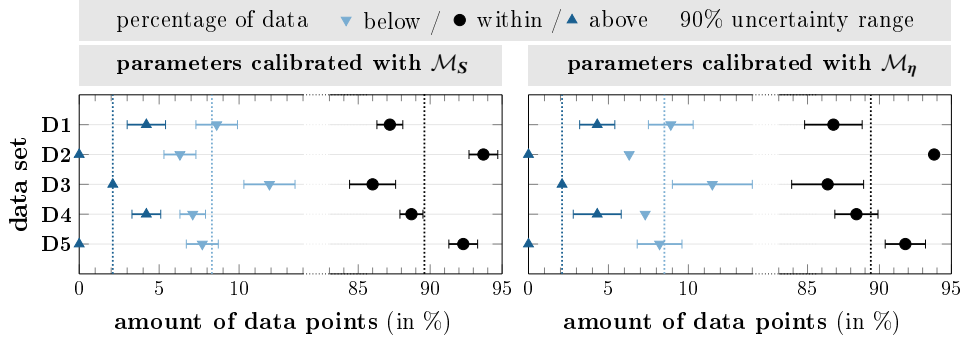 percentage of data ▼ below / ● within / ▲ above 90% uncertainty range
parameters calibrated with 𝓜_S
parameters calibrated with 𝓜_η
data set
D1
D2
D3
D4
D5
0 5 10 85 90 95
0 5 10 85 90 95
amount of data points (in %)
amount of data points (in %)